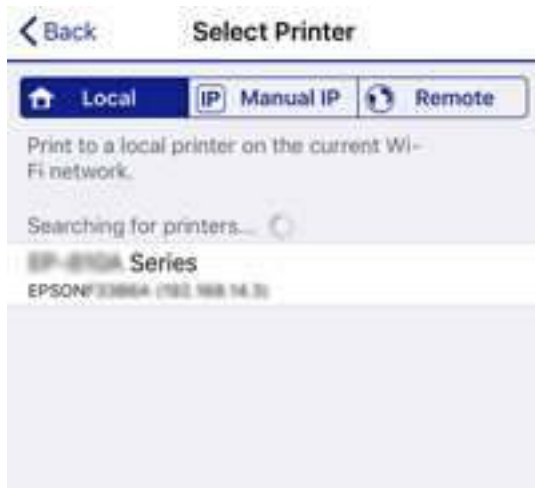 Back
Select Printer
Local
IP Manual IP
Remote
Print to a local printer on the current Wi-
Fi network.
Searching for printers...
Series
EPSON